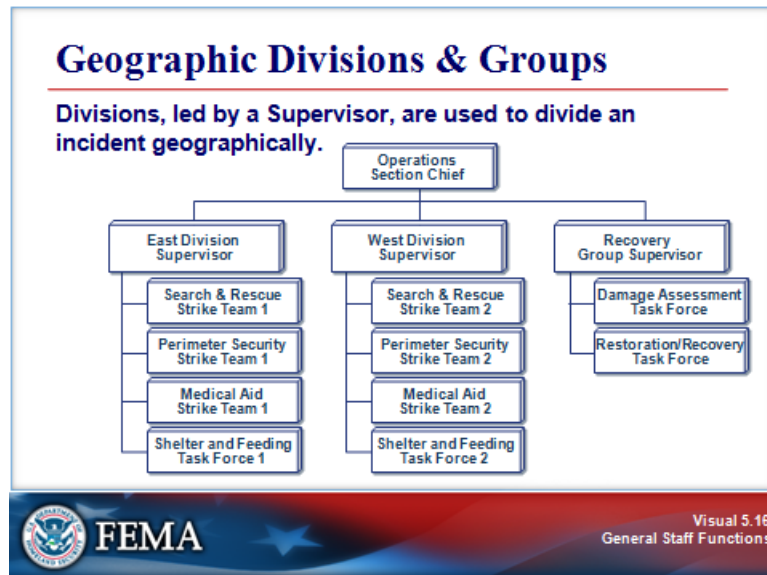 Geographic Divisions & Groups
Divisions, led by a Supervisor, are used to divide an
incident geographically.
Operations
Section Chief
East Division
Supervisor
Search & Rescue
Strike Team 1
Perimeter Security
Strike Team 1
Medical Aid
Strike Team 1
Shelter and Feeding
Task Force 1
West Division
Supervisor
Search & Rescue
Strike Team 2
Perimeter Security
Strike Team 2
Medical Aid
Strike Team 2
Shelter and Feeding
Task Force 2
Recovery
Group Supervisor
Damage Assessment
Task Force
Restoration/Recovery
Task Force
FEMA
Visual 5.16
General Staff Functions